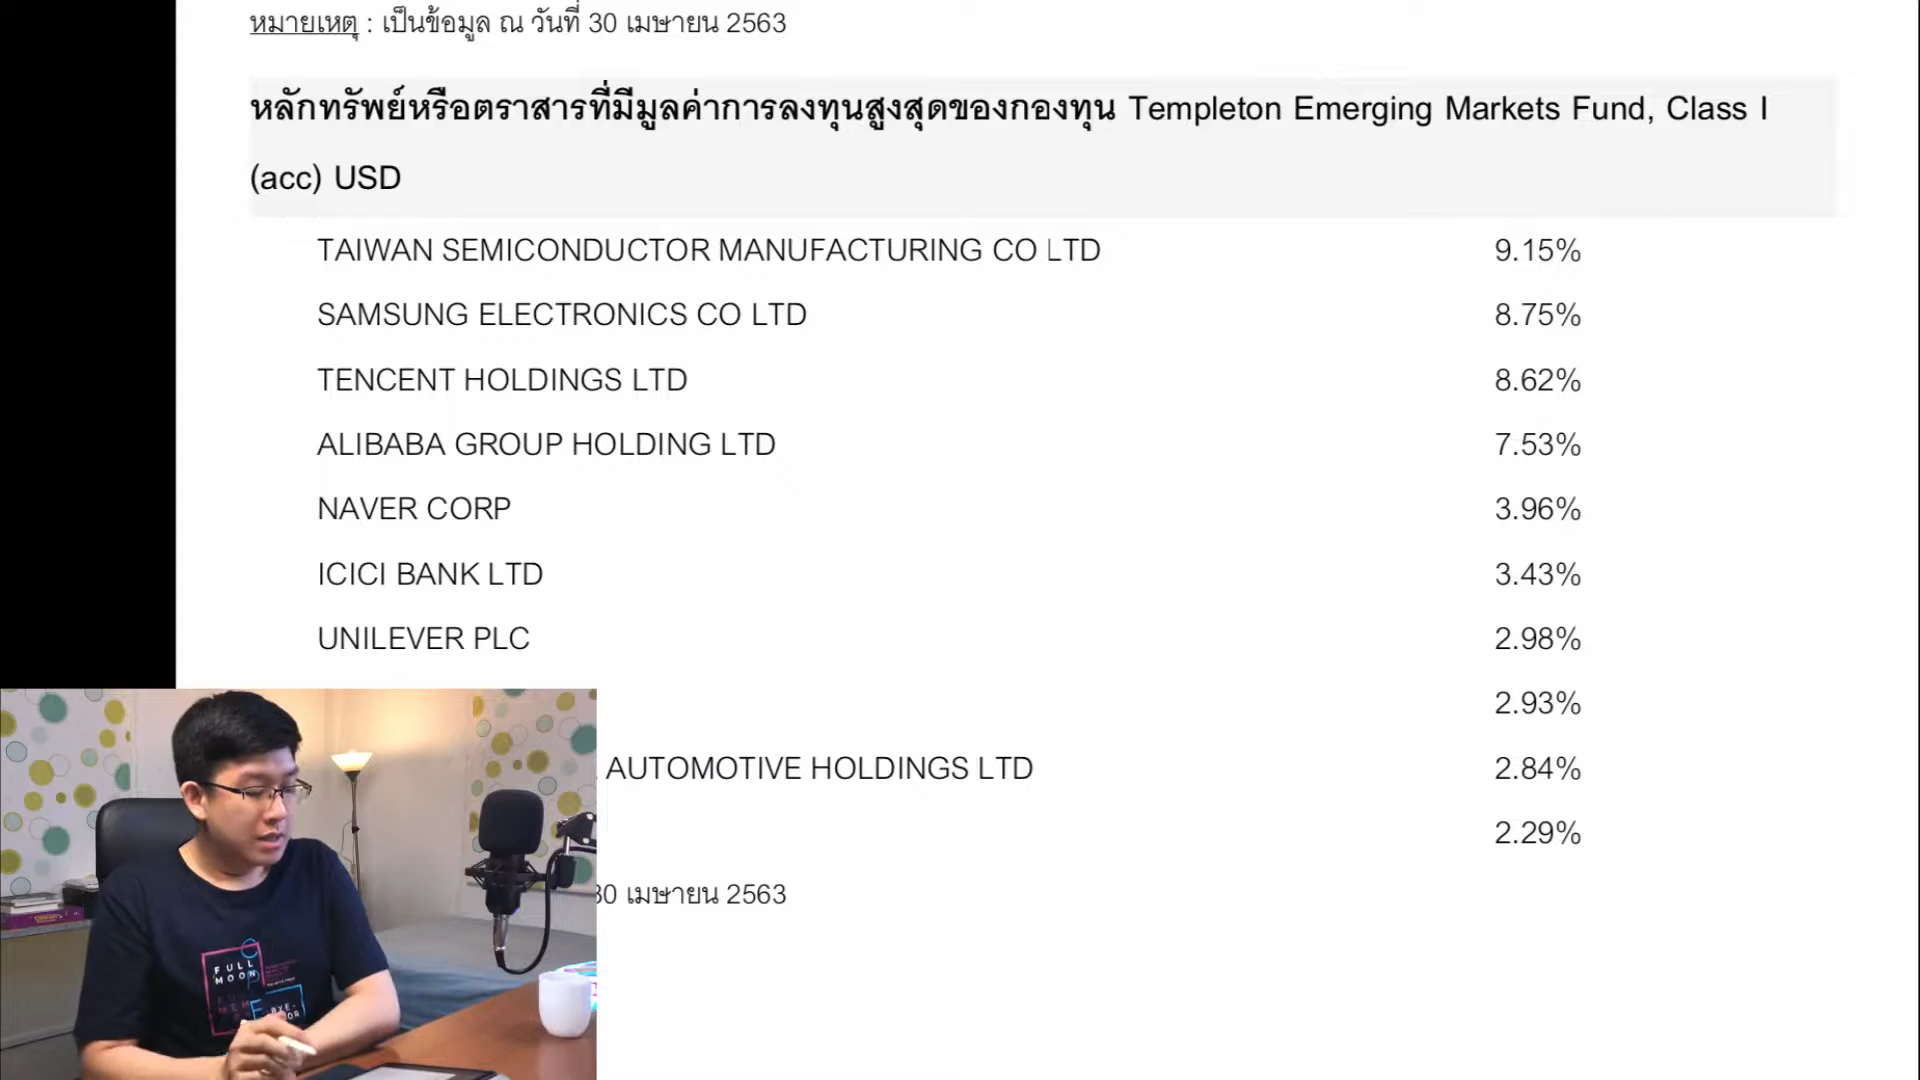 หมายเหตุ : เป็นข้อมูล ณ วันที่ 30 เมษายน 2563
หลักทรัพย์หรือตราสารที่มีมูลค่าการลงทุนสูงสุดของกองทุน Templeton Emerging Markets Fund, Class I
(acc) USD
TAIWAN SEMICONDUCTOR MANUFACTURING CO LTD 9.15%
SAMSUNG ELECTRONICS CO LTD 8.75%
TENCENT HOLDINGS LTD 8.62%
ALIBABA GROUP HOLDING LTD 7.53%
NAVER CORP 3.96%
ICICI BANK LTD 3.43%
UNILEVER PLC 2.98%
2.93%
AUTOMOTIVE HOLDINGS LTD 2.84%
2.29%
30 เมษายน 2563
FULL
MOON